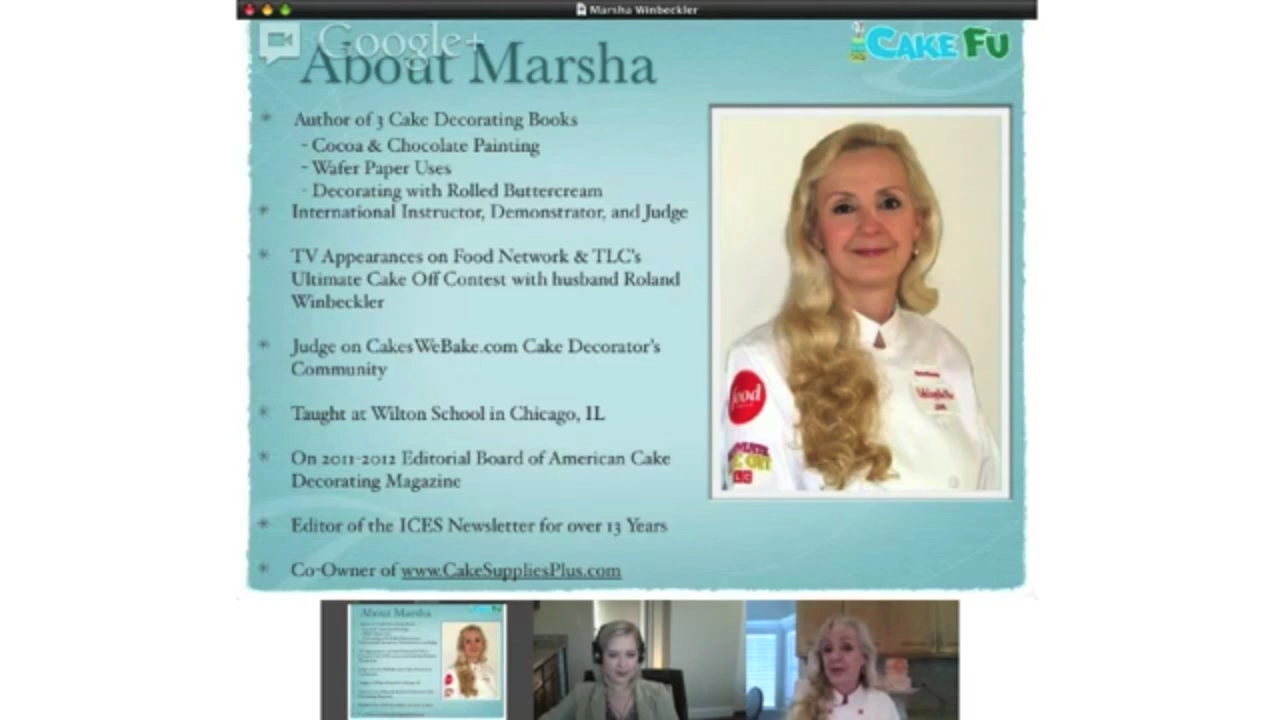 Marsha Winbeckler
Google+
CAKE FU
About Marsha
* Author of 3 Cake Decorating Books
- Cocoa & Chocolate Painting
- Wafer Paper Uses
- Decorating with Rolled Buttercream
* International Instructor, Demonstrator, and Judge
* TV Appearances on Food Network & TLC's
Ultimate Cake Off Contest with husband Roland
Winbeckler
* Judge on CakesWeBake.com Cake Decorator's
Community
* Taught at Wilton School in Chicago, IL
* On 2011-2012 Editorial Board of American Cake
Decorating Magazine
* Editor of the ICES Newsletter for over 13 Years
* Co-Owner of www.CakeSuppliesPlus.com
food
About Marsha